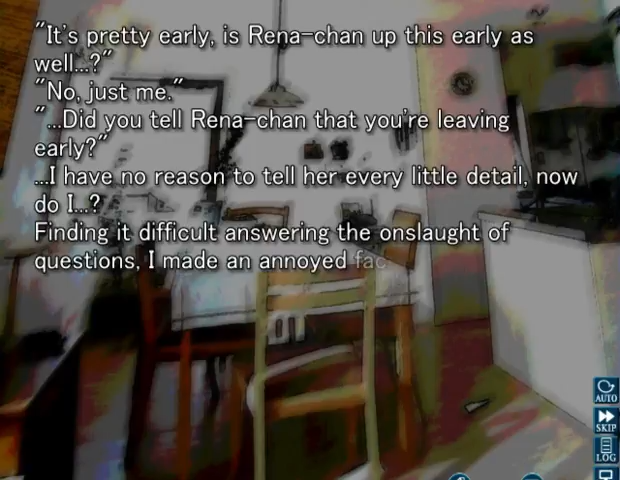 "It's pretty early, is Rena-chan up this early as
well...?"
"No, just me."
"...Did you tell Rena-chan that you're leaving
early?"
...I have no reason to tell her every little detail, now
do I...?
Finding it difficult answering the onslaught of
questions, I made an annoyed fac
AUTO
SKIP
LOG